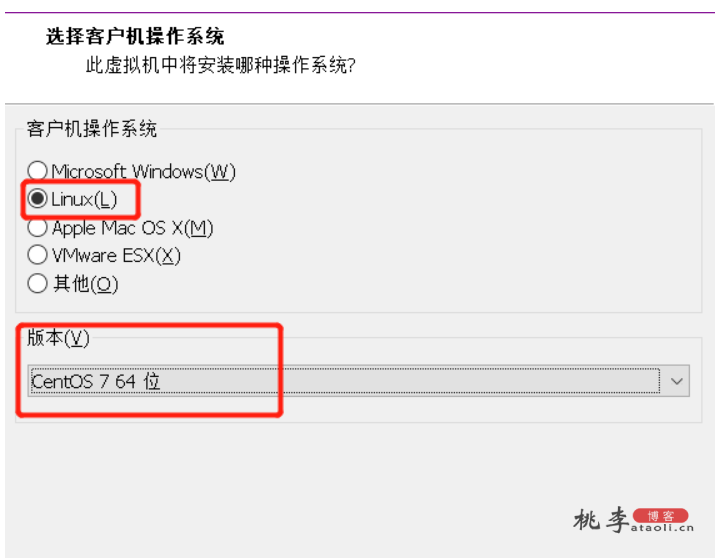 选择客户机操作系统
此虚拟机中将安装哪种操作系统?
客户机操作系统
Microsoft Windows(W)
Linux(L)
Apple Mac OS X(M)
VMware ESX(X)
其他(O)
版本(V)
CentOS 7 64 位
桃李 博客
ataoli.cn